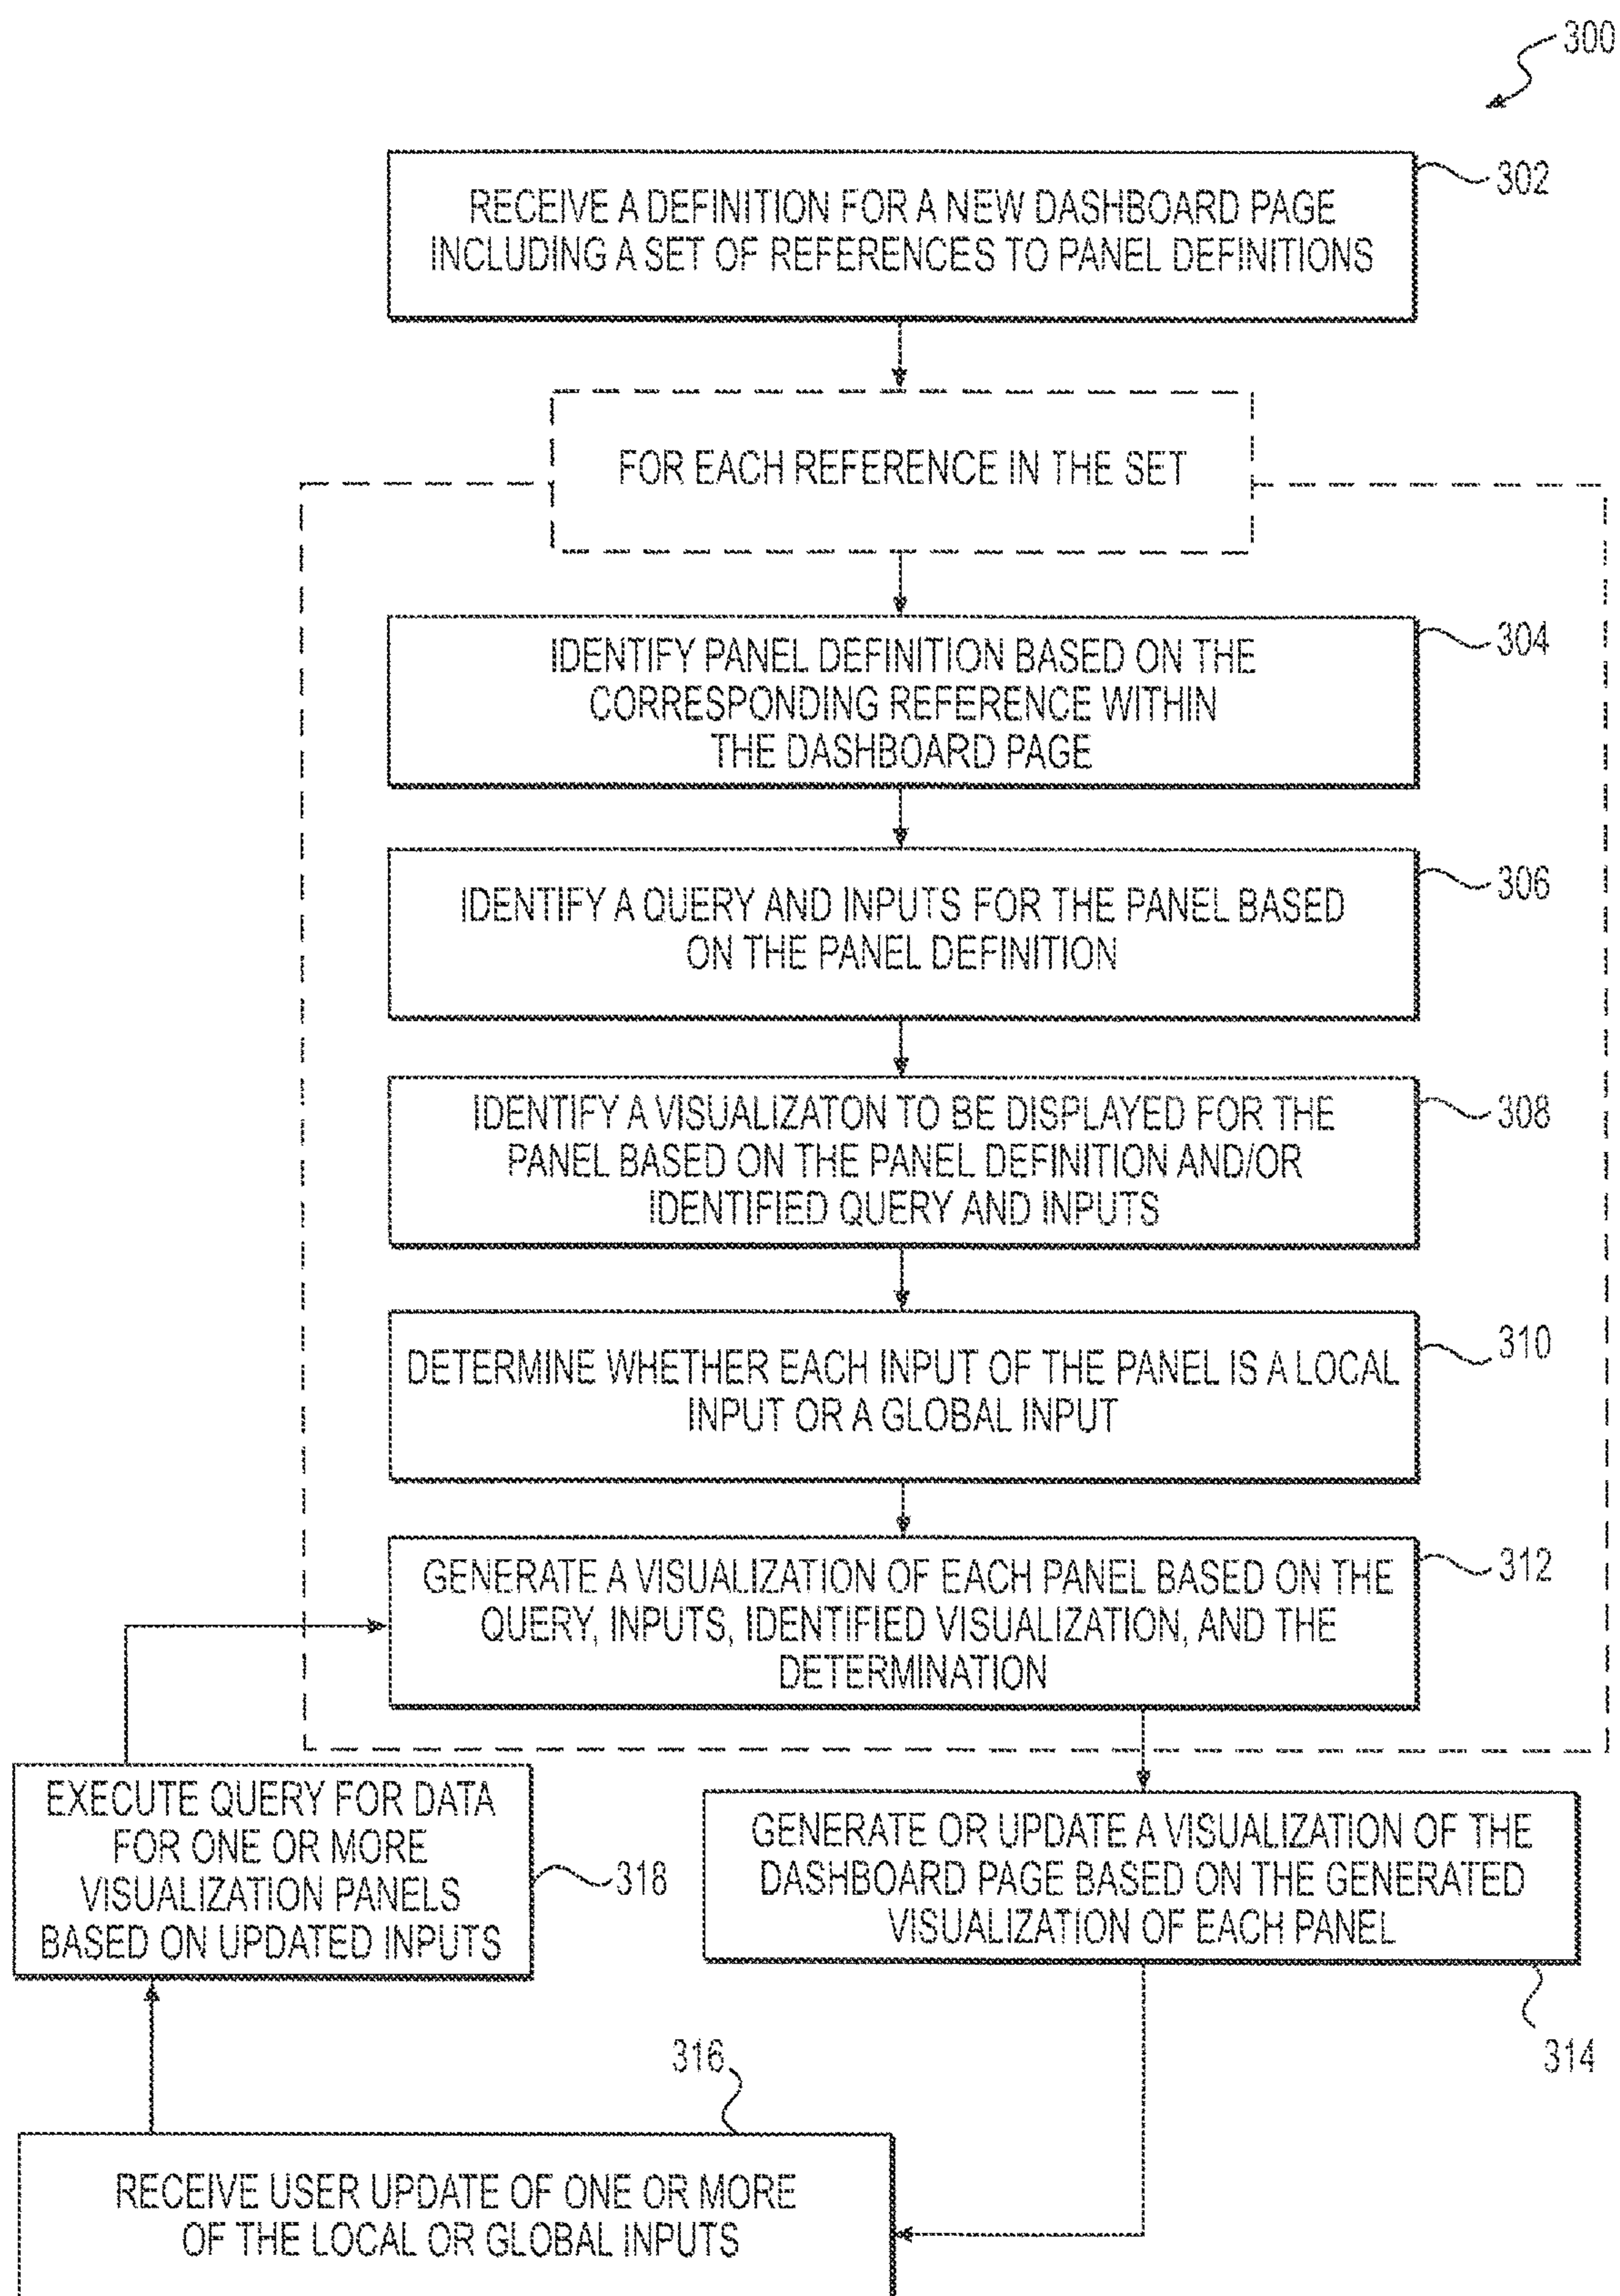 300
RECEIVE A DEFINITION FOR A NEW DASHBOARD PAGE
INCLUDING A SET OF REFERENCES TO PANEL DEFINITIONS
302
FOR EACH REFERENCE IN THE SET
IDENTIFY PANEL DEFINITION BASED ON THE
CORRESPONDING REFERENCE WITHIN
THE DASHBOARD PAGE
304
IDENTIFY A QUERY AND INPUTS FOR THE PANEL BASED
ON THE PANEL DEFINITION
306
IDENTIFY A VISUALIZATON TO BE DISPLAYED FOR THE
PANEL BASED ON THE PANEL DEFINITION AND/OR
IDENTIFIED QUERY AND INPUTS
308
DETERMINE WHETHER EACH INPUT OF THE PANEL IS A LOCAL
INPUT OR A GLOBAL INPUT
310
GENERATE A VISUALIZATION OF EACH PANEL BASED ON THE
QUERY, INPUTS, IDENTIFIED VISUALIZATION, AND THE
DETERMINATION
312
EXECUTE QUERY FOR DATA
FOR ONE OR MORE
VISUALIZATION PANELS
BASED ON UPDATED INPUTS
318
GENERATE OR UPDATE A VISUALIZATION OF THE
DASHBOARD PAGE BASED ON THE GENERATED
VISUALIZATION OF EACH PANEL
314
316
RECEIVE USER UPDATE OF ONE OR MORE
OF THE LOCAL OR GLOBAL INPUTS